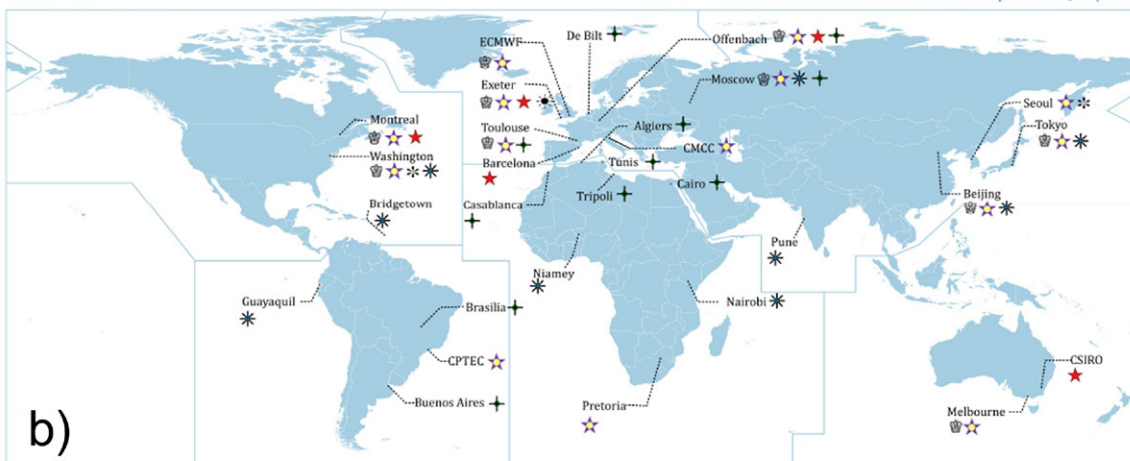 De Bilt
Offenbach
ECMWF
Moscow
Exeter
Seoul
Montreal
Algiers
Tokyo
Toulouse
CMCC
Washington
Barcelona
Tunis
Beijing
Tripoli
Cairo
Bridgetown
Casablanca
Pune
Niamey
Guayaquil
Brasilia
Nairobi
CPTEC
CSIRO
Buenos Aires
Pretoria
Melbourne
b)